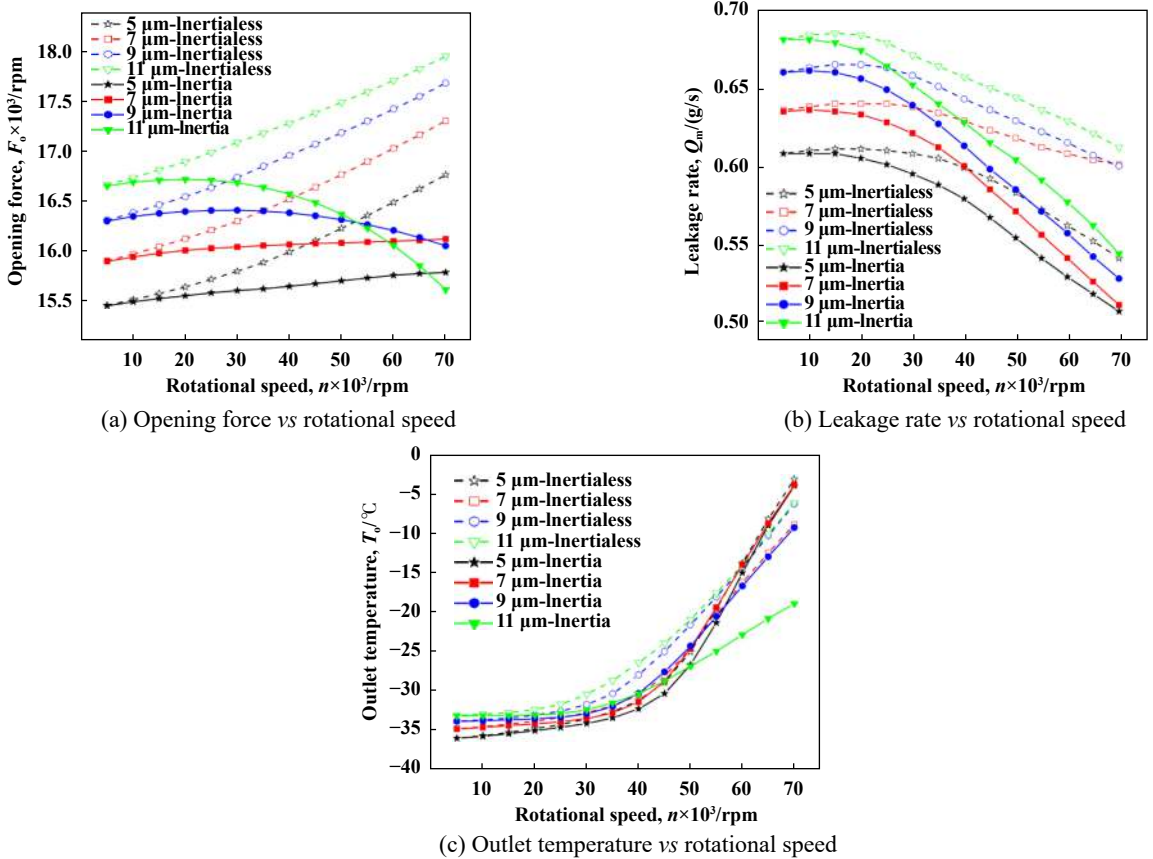 5 μm-Inertialess
7 μm-Inertialess
9 μm-Inertialess
11 μm-Inertialess
5 μm-Inertia
7 μm-Inertia
9 μm-Inertia
11 μm-Inertia
18.0
17.5
17.0
16.5
16.0
15.5
Opening force, Fₒ×10³/rpm
10 20 30 40 50 60 70
Rotational speed, n×10³/rpm
(a) Opening force vs rotational speed
0.70
0.65
0.60
0.55
0.50
Leakage rate, Qₘ/(g/s)
5 μm-Inertialess
7 μm-Inertialess
9 μm-Inertialess
11 μm-Inertialess
5 μm-Inertia
7 μm-Inertia
9 μm-Inertia
11 μm-Inertia
10 20 30 40 50 60 70
Rotational speed, n×10³/rpm
(b) Leakage rate vs rotational speed
0
−5
−10
−15
−20
−25
−30
−35
−40
Outlet temperature, Tₒ/℃
5 μm-Inertialess
7 μm-Inertialess
9 μm-Inertialess
11 μm-Inertialess
5 μm-Inertia
7 μm-Inertia
9 μm-Inertia
11 μm-Inertia
10 20 30 40 50 60 70
Rotational speed, n×10³/rpm
(c) Outlet temperature vs rotational speed